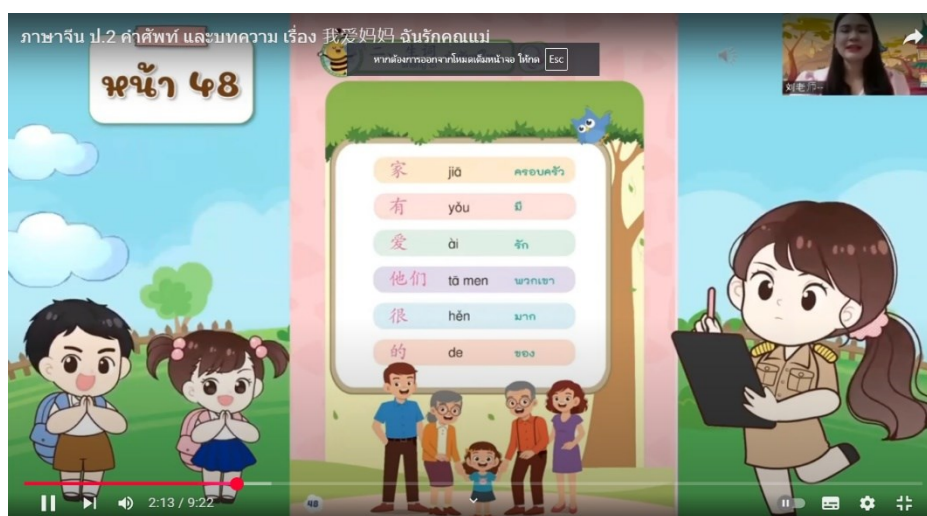 ภาษาจีน ป.2 คำศัพท์ และบทความ เรื่อง 我爱妈妈 ฉันรักคุณแม่
หากต้องการออกจากโหมดเต็มหน้าจอ ให้กด Esc
หน้า 48
家 jiā ครอบครัว
有 yǒu มี
爱 ài รัก
他们 tā men พวกเขา
很 hěn มาก
的 de ของ
48
2:13 / 9:22